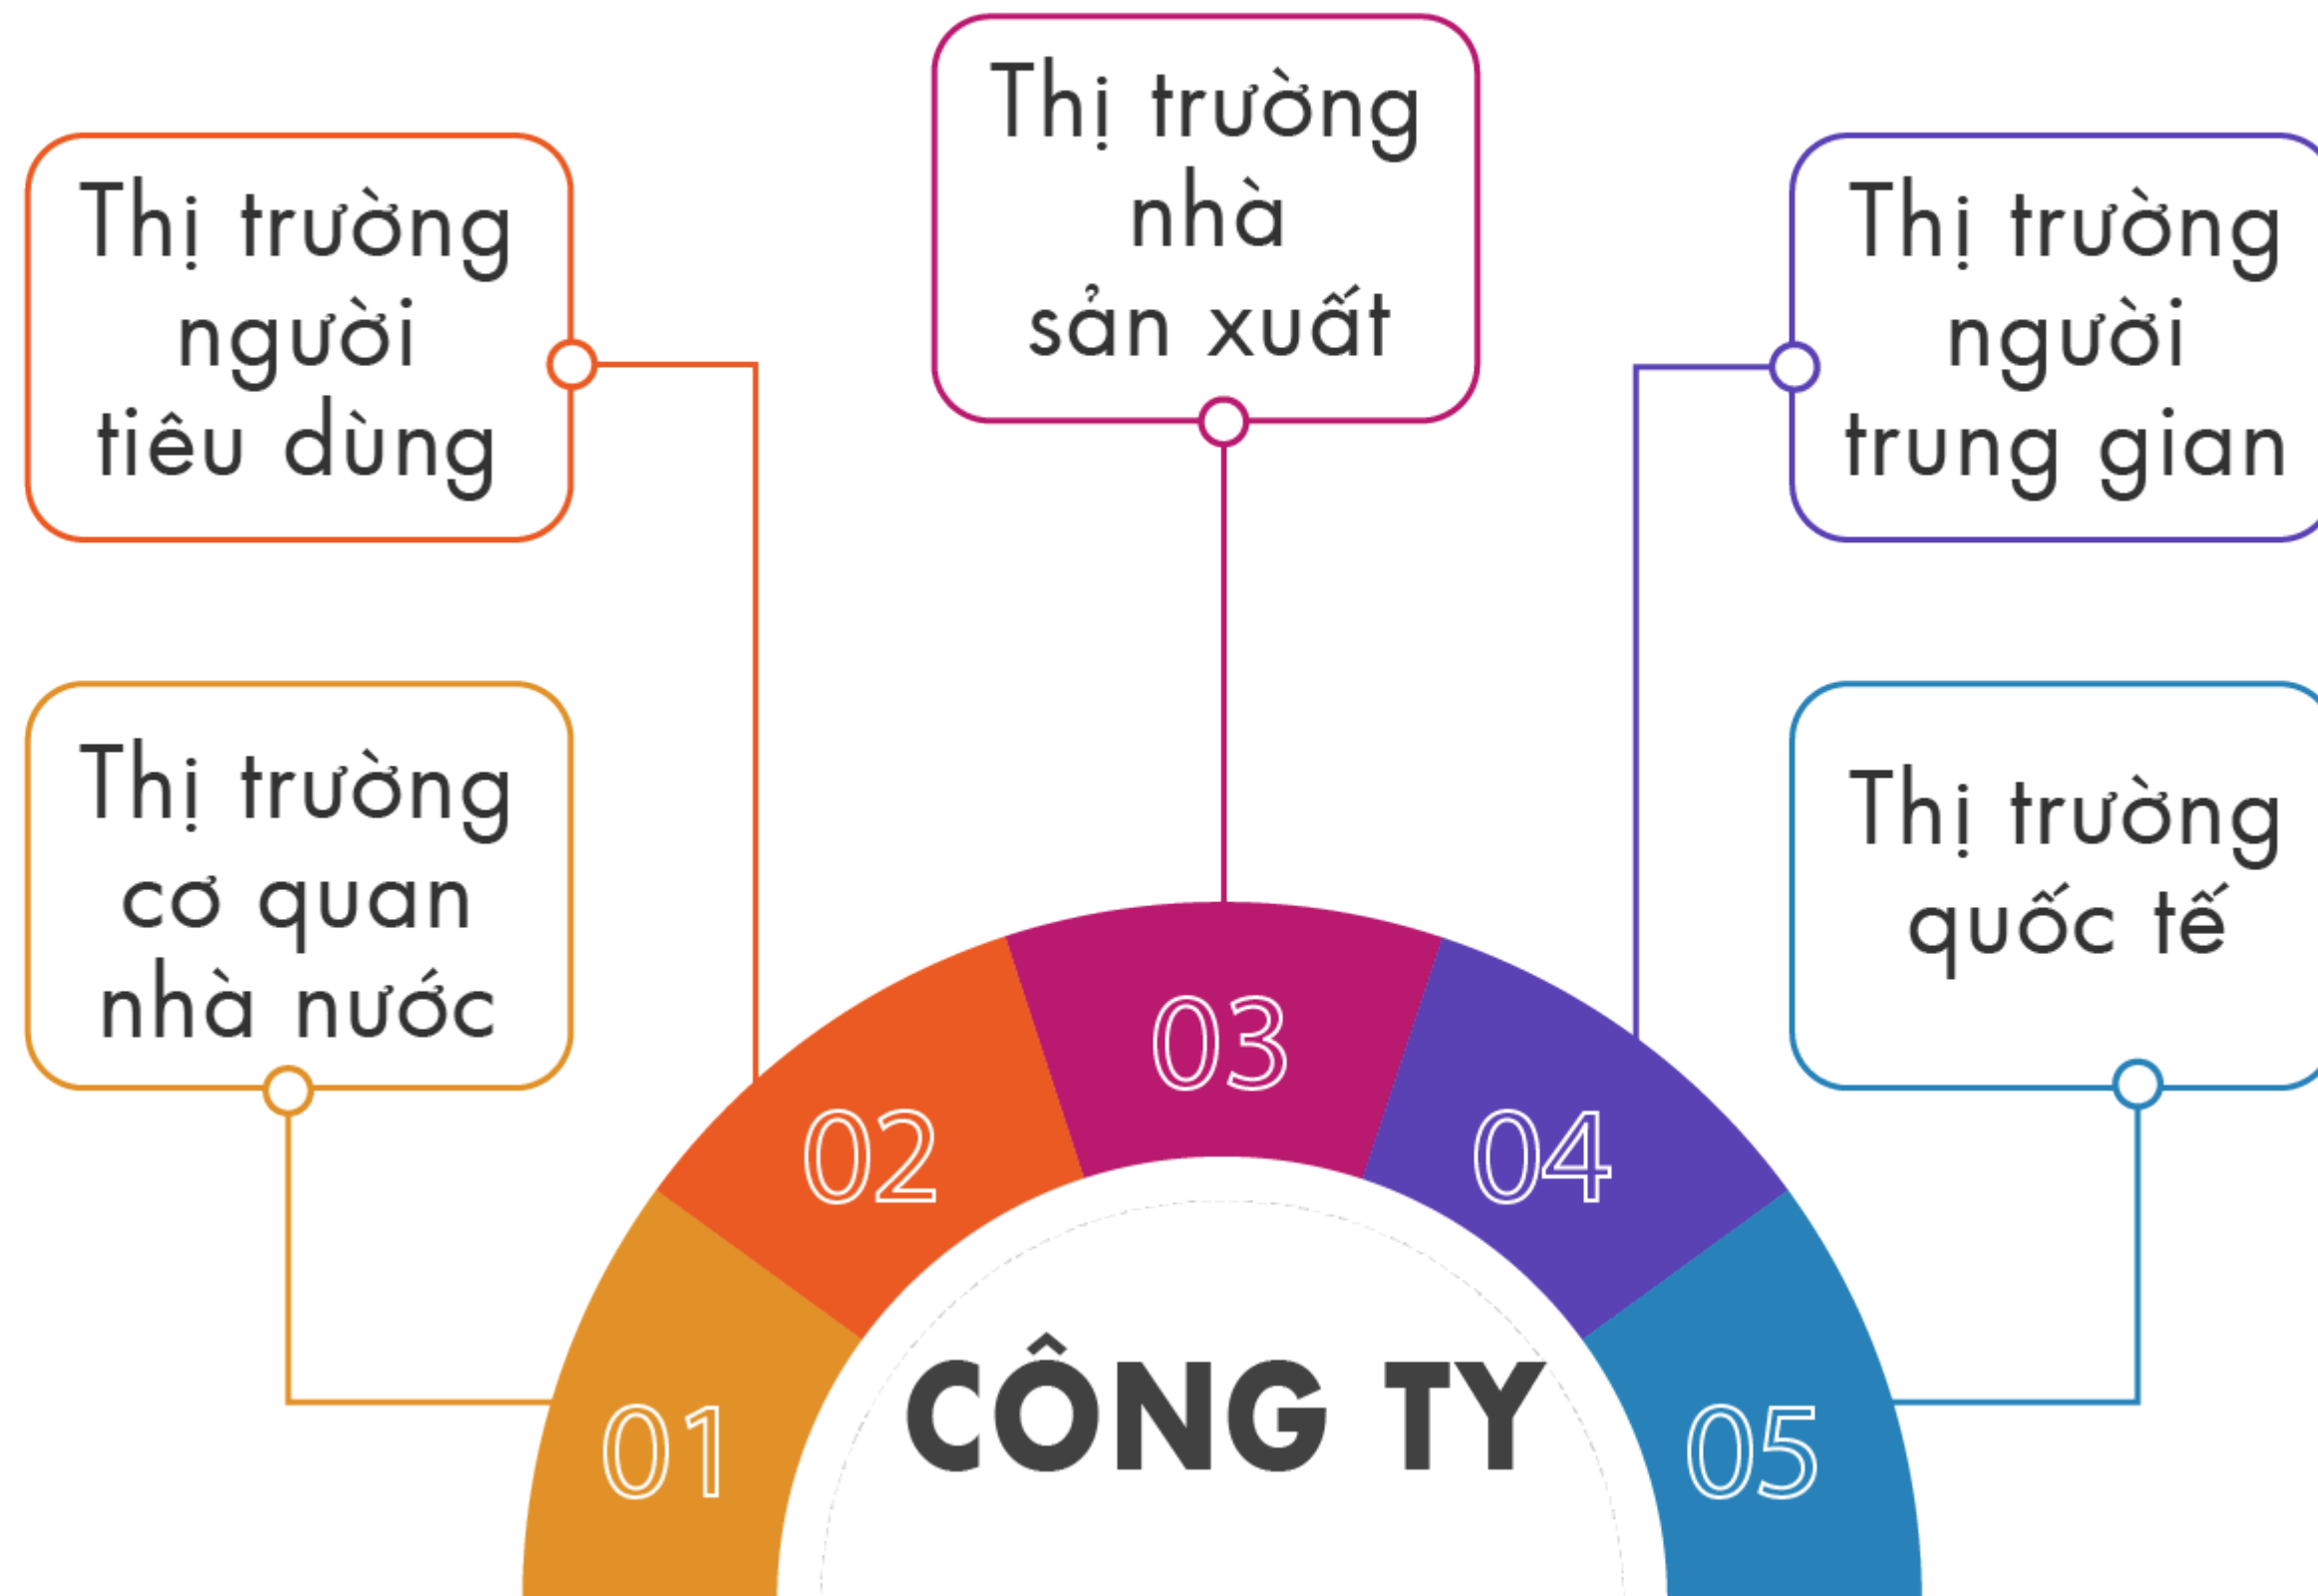 Thị trường
nhà
sản xuất
Thị trường
người
tiêu dùng
Thị trường
người
trung gian
Thị trường
cơ quan
nhà nước
Thị trường
quốc tế
03
02
04
01
05
CÔNG TY